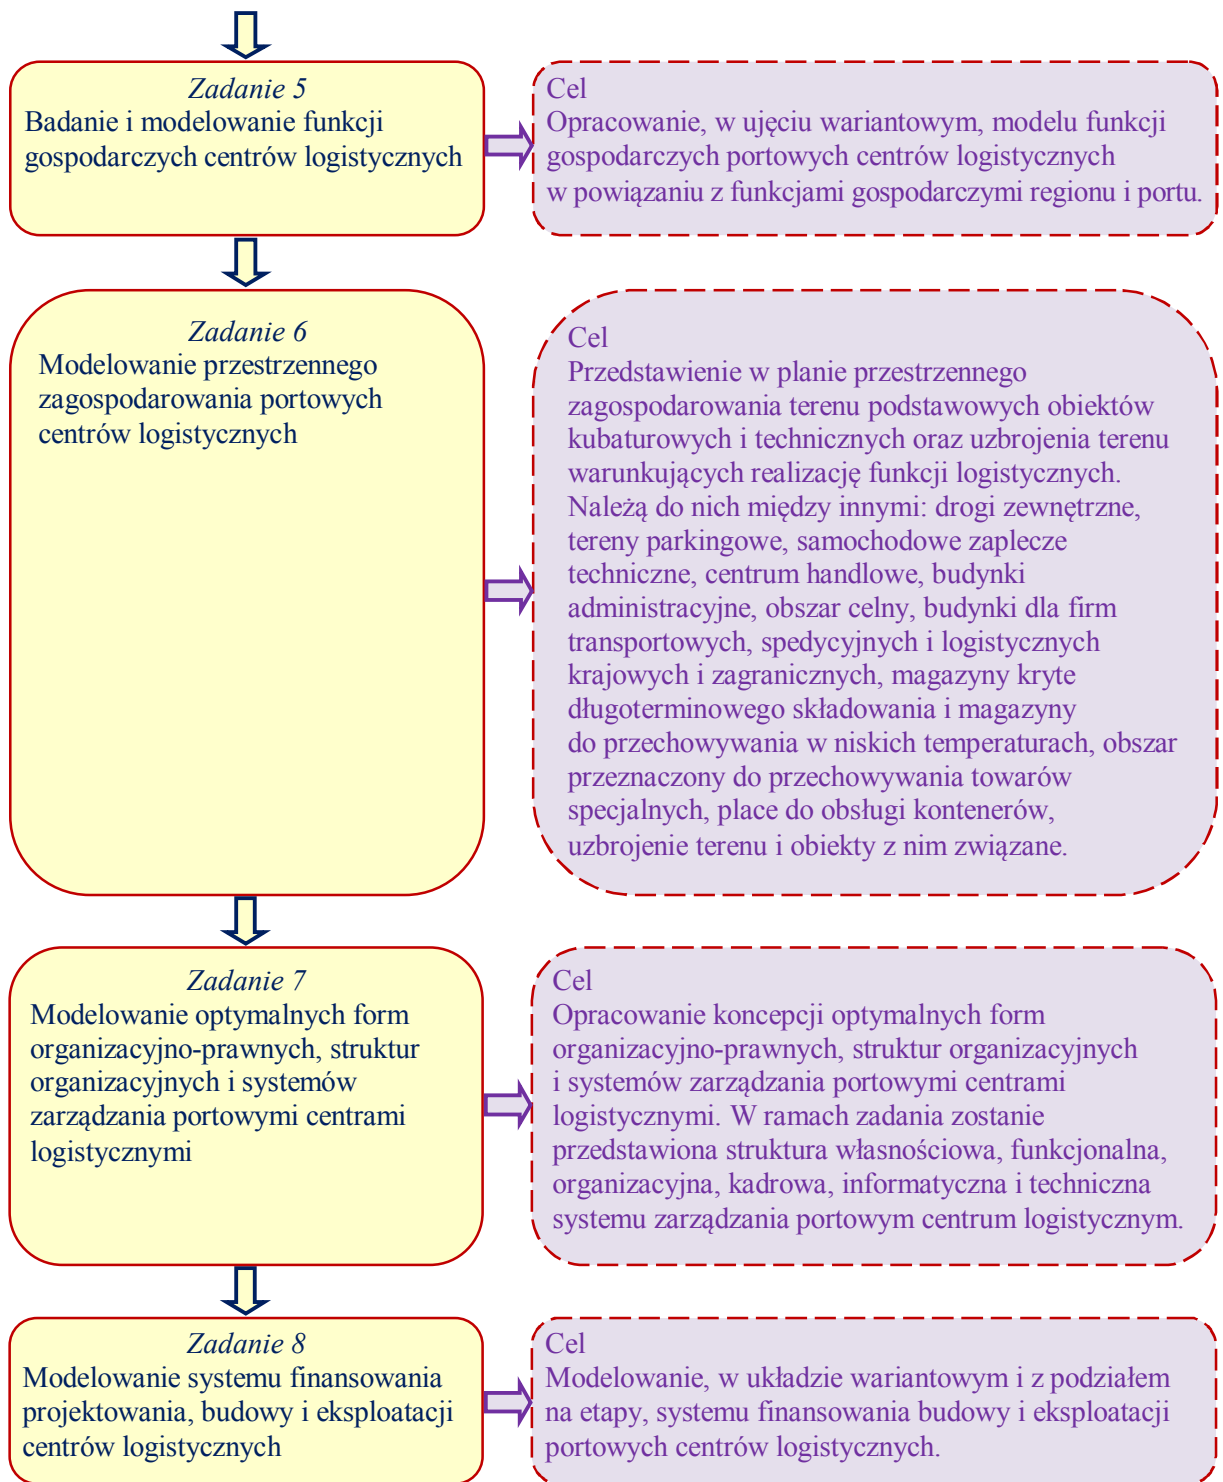 Zadanie 5
Badanie i modelowanie funkcji
gospodarczych centrów logistycznych
Cel
Opracowanie, w ujęciu wariantowym, modelu funkcji
gospodarczych portowych centrów logistycznych
w powiązaniu z funkcjami gospodarczymi regionu i portu.
Zadanie 6
Modelowanie przestrzennego
zagospodarowania portowych
centrów logistycznych
Cel
Przedstawienie w planie przestrzennego
zagospodarowania terenu podstawowych obiektów
kubaturowych i technicznych oraz uzbrojenia terenu
warunkujących realizację funkcji logistycznych.
Należą do nich między innymi: drogi zewnętrzne,
tereny parkingowe, samochodowe zaplecze
techniczne, centrum handlowe, budynki
administracyjne, obszar celny, budynki dla firm
transportowych, spedycyjnych i logistycznych
krajowych i zagranicznych, magazyny kryte
długoterminowego składowania i magazyny
do przechowywania w niskich temperaturach, obszar
przeznaczony do przechowywania towarów
specjalnych, place do obsługi kontenerów,
uzbrojenie terenu i obiekty z nim związane.
Zadanie 7
Modelowanie optymalnych form
organizacyjno-prawnych, struktur
organizacyjnych i systemów
zarządzania portowymi centrami
logistycznymi
Cel
Opracowanie koncepcji optymalnych form
organizacyjno-prawnych, struktur organizacyjnych
i systemów zarządzania portowymi centrami
logistycznymi. W ramach zadania zostanie
przedstawiona struktura własnościowa, funkcjonalna,
organizacyjna, kadrowa, informatyczna i techniczna
systemu zarządzania portowym centrum logistycznym.
Zadanie 8
Modelowanie systemu finansowania
projektowania, budowy i eksploatacji
centrów logistycznych
Cel
Modelowanie, w układzie wariantowym i z podziałem
na etapy, systemu finansowania budowy i eksploatacji
portowych centrów logistycznych.